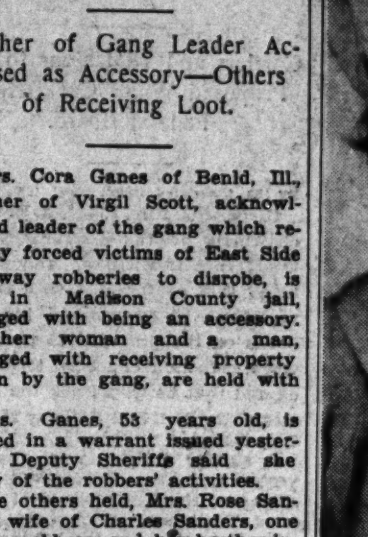 her of Gang Leader Ac-
sed as Accessory—Others
of Receiving Loot.
s. Cora Ganes of Benld, Ill.,
er of Virgil Scott, acknowl-
d leader of the gang which re-
y forced victims of East Side
way robberies to disrobe, is
in Madison County jail,
ged with being an accessory.
her woman and a man,
ged with receiving property
n by the gang, are held with
s. Ganes, 53 years old, is
ed in a warrant issued yester-
Deputy Sheriffs said she
of the robbers' activities.
e others held, Mrs. Rose San-
wife of Charles Sanders, one